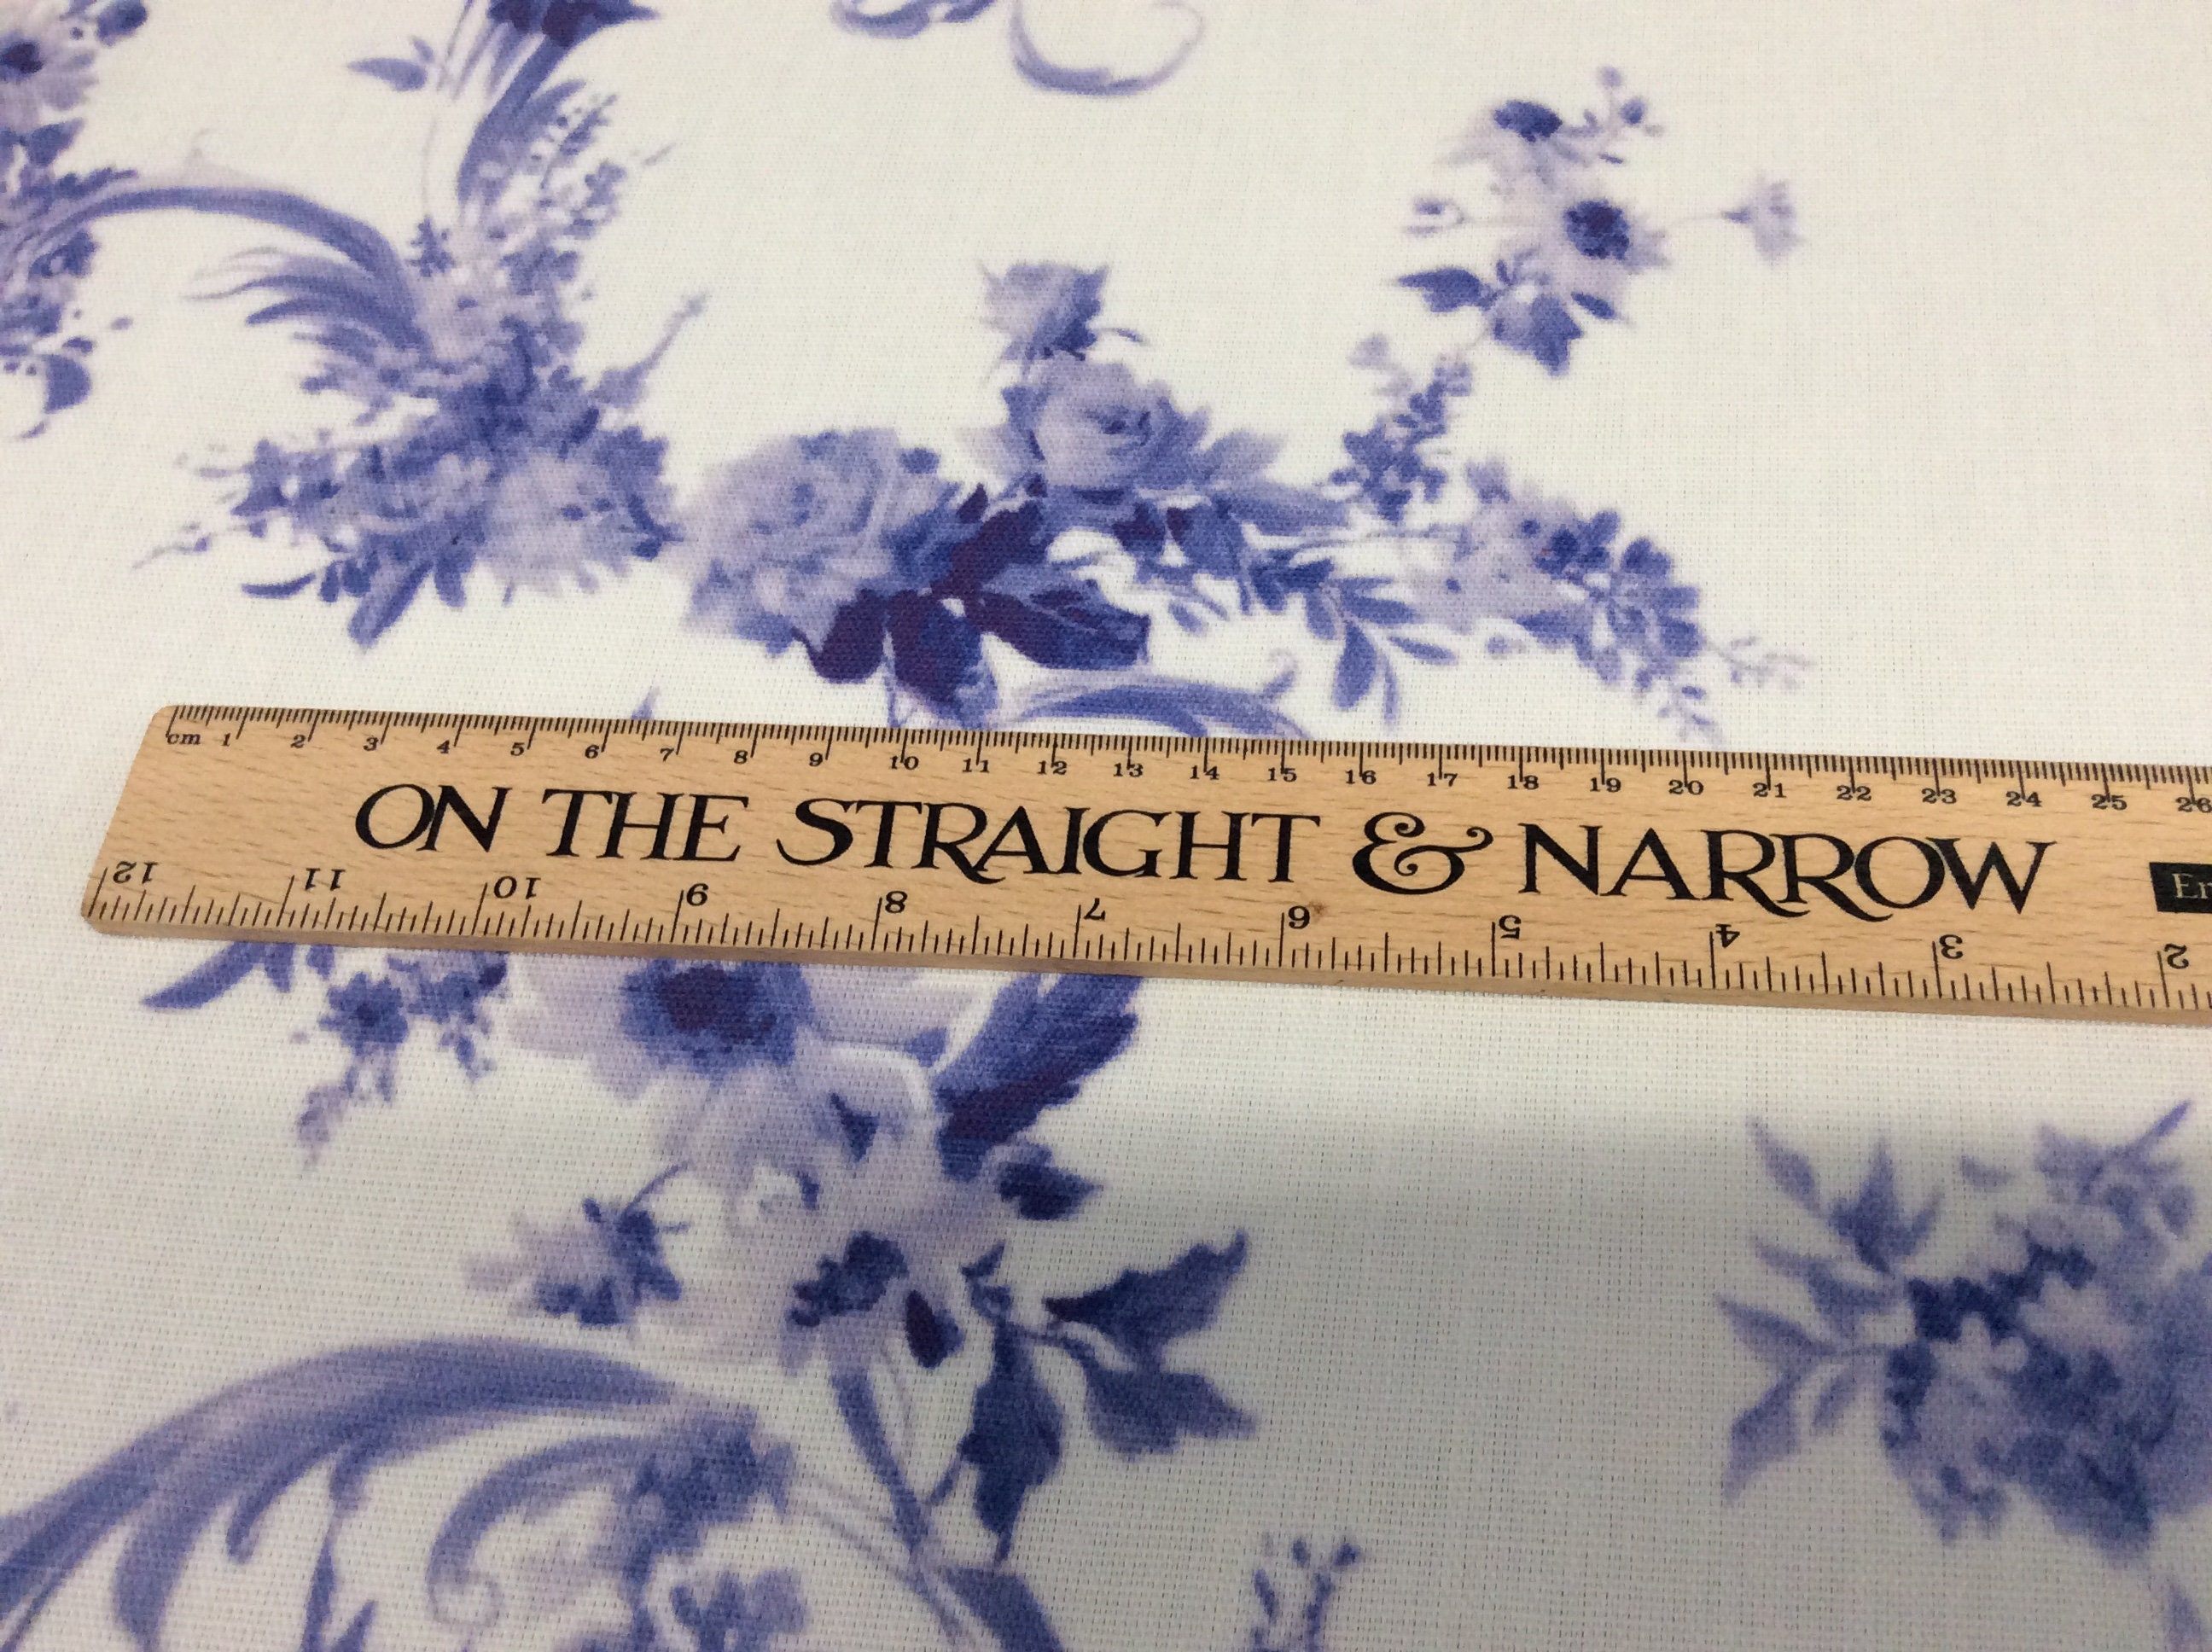 cm 1 2 3 4 5 6 7 8 9 10 11 12 13 14 15 16 17 18 19 20 21 22 23 24 25 26
ON THE STRAIGHT & NARROW
12 11 10 9 8 7 6 5 4 3 2